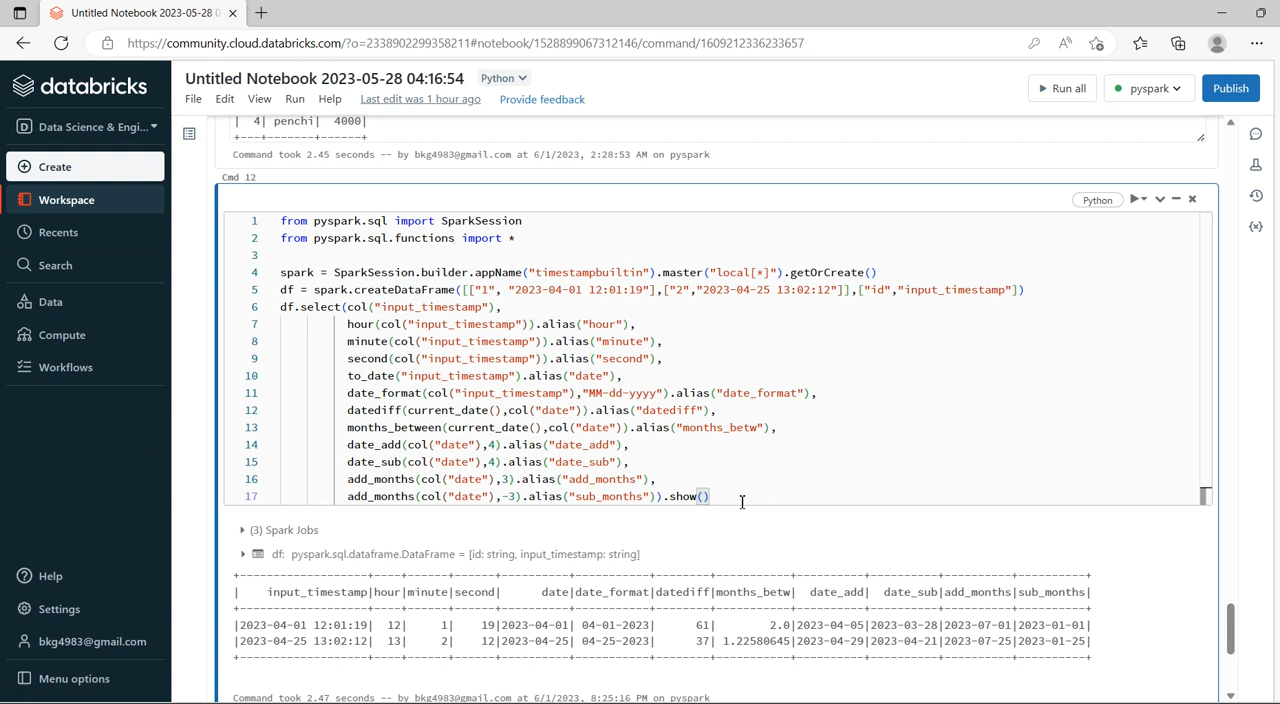 Untitled Notebook 2023-05-28 0
https://community.cloud.databricks.com/?o=2338902299358211#notebook/1528899067312146/command/1609212336233657
databricks
Data Science & Engi...
Create
Workspace
Recents
Search
Data
Compute
Workflows
Help
Settings
bkg4983@gmail.com
Menu options
Untitled Notebook 2023-05-28 04:16:54 Python
File Edit View Run Help Last edit was 1 hour ago Provide feedback
Run all pyspark Publish
| 4| penchi| 4000|
+---+------+------+
Command took 2.45 seconds -- by bkg4983@gmail.com at 6/1/2023, 2:28:53 AM on pyspark
Cmd 12
Python
1 from pyspark.sql import SparkSession
2 from pyspark.sql.functions import *
3
4 spark = SparkSession.builder.appName("timestampbuiltin").master("local[*]").getOrCreate()
5 df = spark.createDataFrame([["1", "2023-04-01 12:01:19"],["2","2023-04-25 13:02:12"]],["id","input_timestamp"])
6 df.select(col("input_timestamp"),
7 hour(col("input_timestamp")).alias("hour"),
8 minute(col("input_timestamp")).alias("minute"),
9 second(col("input_timestamp")).alias("second"),
10 to_date("input_timestamp").alias("date"),
11 date_format(col("input_timestamp"),"MM-dd-yyyy").alias("date_format"),
12 datediff(current_date(),col("date")).alias("datediff"),
13 months_between(current_date(),col("date")).alias("months_betw"),
14 date_add(col("date"),4).alias("date_add"),
15 date_sub(col("date"),4).alias("date_sub"),
16 add_months(col("date"),3).alias("add_months"),
17 add_months(col("date"),-3).alias("sub_months")).show()
(3) Spark Jobs
df: pyspark.sql.dataframe.DataFrame = [id: string, input_timestamp: string]
+-------------------+----+------+------+----------+-----------+--------+-----------+----------+----------+----------+----------+
| input_timestamp|hour|minute|second| date|date_format|datediff|months_betw| date_add| date_sub|add_months|sub_months|
+-------------------+----+------+------+----------+-----------+--------+-----------+----------+----------+----------+----------+
|2023-04-01 12:01:19| 12| 1| 19|2023-04-01| 04-01-2023| 61| 2.0|2023-04-05|2023-03-28|2023-07-01|2023-01-01|
|2023-04-25 13:02:12| 13| 2| 12|2023-04-25| 04-25-2023| 37| 1.22580645|2023-04-29|2023-04-21|2023-07-25|2023-01-25|
+-------------------+----+------+------+----------+-----------+--------+-----------+----------+----------+----------+----------+
Command took 2.47 seconds -- by bkg4983@gmail.com at 6/1/2023, 8:25:16 PM on pyspark